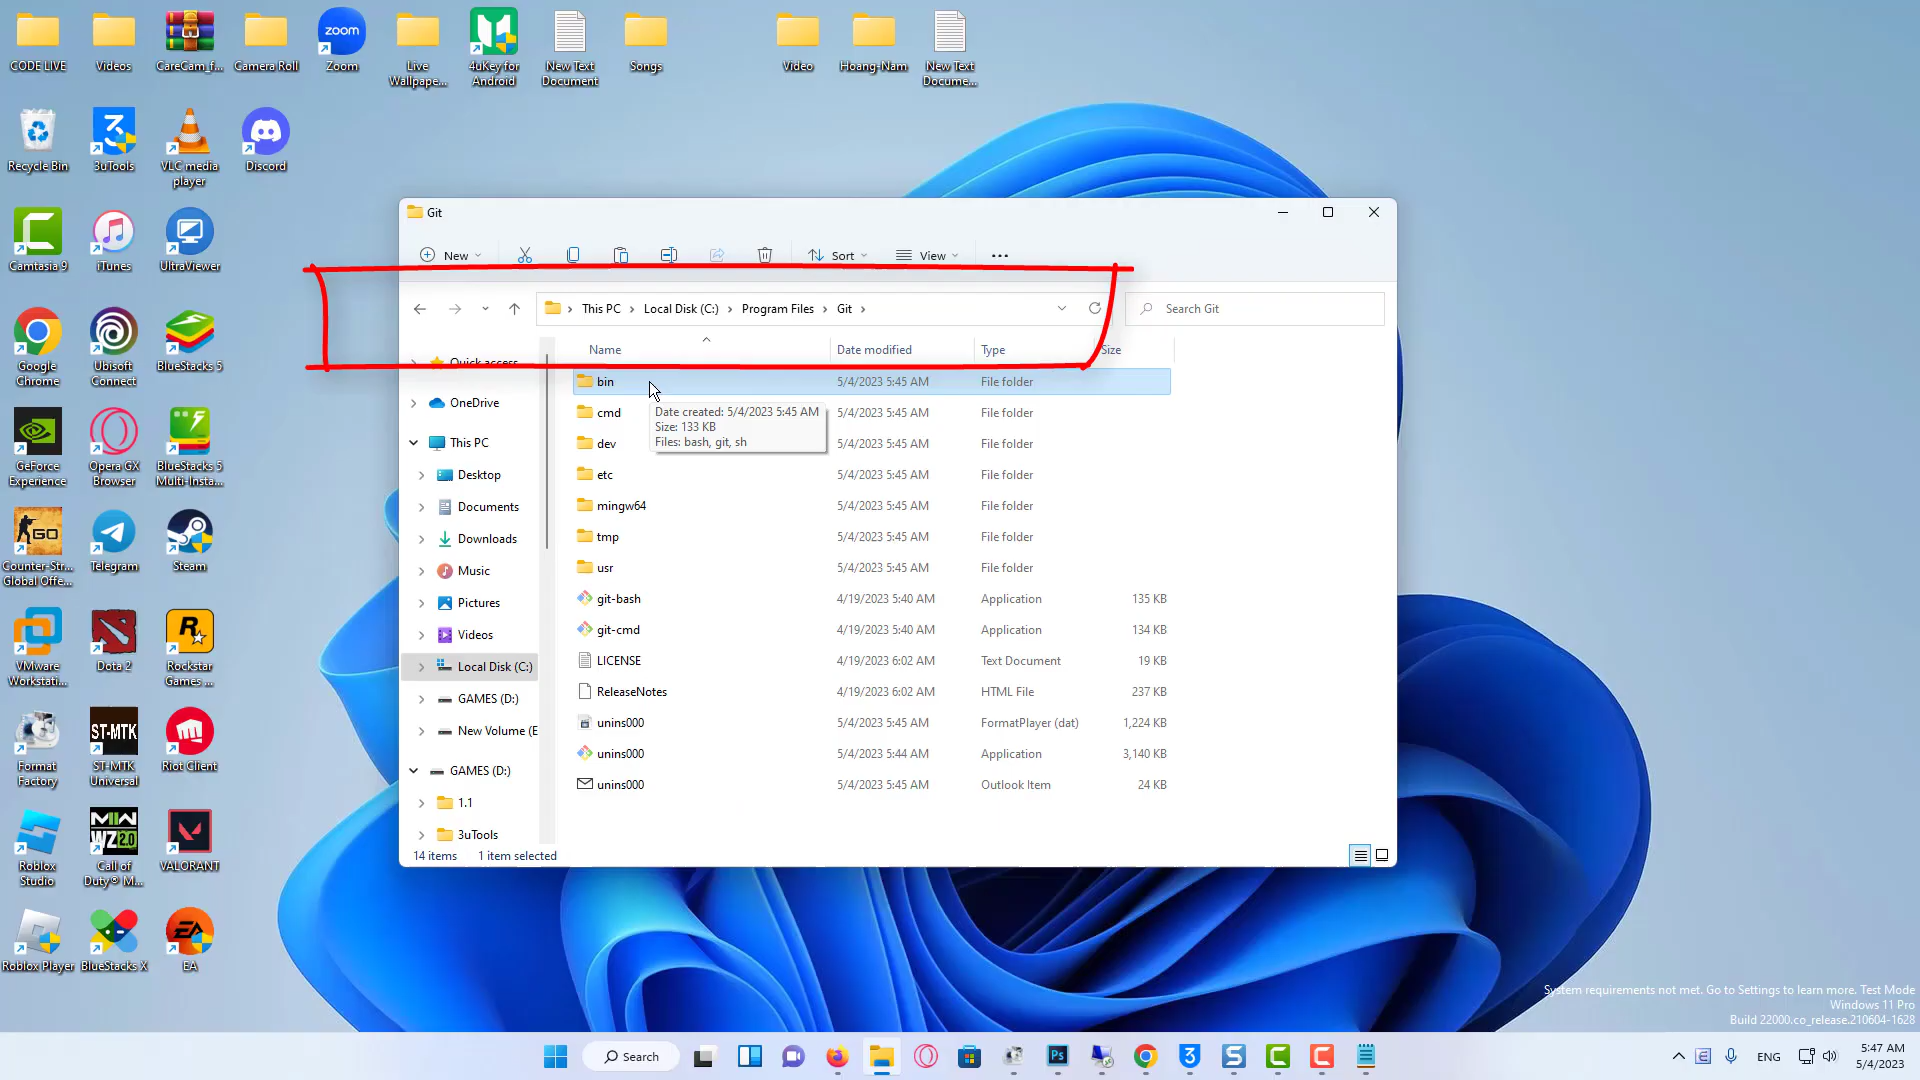 CODE LIVE
Videos
CareCam_f...
Camera Roll
zoom
Zoom
Live
Wallpape...
4uKey for
Android
New Text
Document
Songs
Video
Hoang-Nam
New Text
Docume...
Recycle Bin
3uTools
VLC media
player
Discord
Camtasia 9
iTunes
UltraViewer
Google
Chrome
Ubisoft
Connect
BlueStacks 5
GeForce
Experience
Opera GX
Browser
BlueStacks 5
Multi-Insta...
GO
Counter-Str...
Global Offe...
Telegram
Steam
VMware
Workstati...
Dota 2
R
Rockstar
Games ...
Format
Factory
ST-MTK
ST-MTK
Universal
Riot Client
Roblox
Studio
MW
WZ 2.0
Call of
Duty® M...
VALORANT
Roblox Player
BlueStacks X
EA
EA
Git
New
Sort
View
This PC
Local Disk (C:)
Program Files
Git
Search Git
Name
Date modified
Type
Size
Quick access
OneDrive
This PC
Desktop
Documents
Downloads
Music
Pictures
Videos
Local Disk (C:)
GAMES (D:)
New Volume (E
GAMES (D:)
1.1
3uTools
bin 5/4/2023 5:45 AM File folder
cmd 5/4/2023 5:45 AM File folder
dev 5/4/2023 5:45 AM File folder
etc 5/4/2023 5:45 AM File folder
mingw64 5/4/2023 5:45 AM File folder
tmp 5/4/2023 5:45 AM File folder
usr 5/4/2023 5:45 AM File folder
git-bash 4/19/2023 5:40 AM Application 135 KB
git-cmd 4/19/2023 5:40 AM Application 134 KB
LICENSE 4/19/2023 6:02 AM Text Document 19 KB
ReleaseNotes 4/19/2023 6:02 AM HTML File 237 KB
unins000 5/4/2023 5:45 AM FormatPlayer (dat) 1,224 KB
unins000 5/4/2023 5:44 AM Application 3,140 KB
unins000 5/4/2023 5:45 AM Outlook Item 24 KB
Date created: 5/4/2023 5:45 AM
Size: 133 KB
Files: bash, git, sh
14 items
1 item selected
System requirements not met. Go to Settings to learn more. Test Mode
Windows 11 Pro
Build 22000.co_release.210604-1628
Search
Ps
3
S
C
C
E
ENG
5:47 AM
5/4/2023